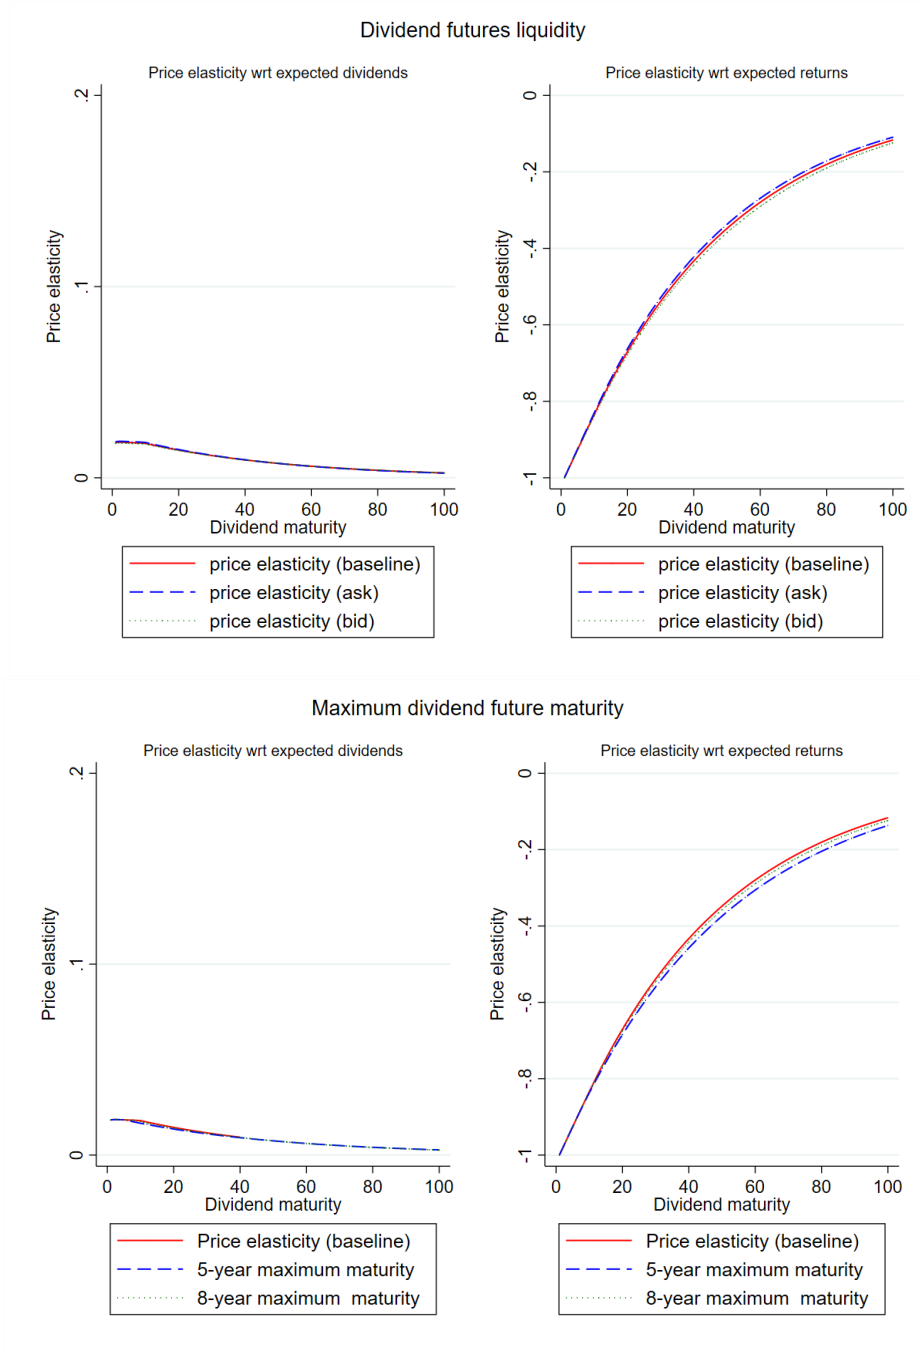 Dividend futures liquidity
Price elasticity wrt expected dividends
Price elasticity
.2
.1
0
0 20 40 60 80 100
Dividend maturity
price elasticity (baseline)
price elasticity (ask)
price elasticity (bid)
Price elasticity wrt expected returns
Price elasticity
0
-.2
-.4
-.6
-.8
-1
0 20 40 60 80 100
Dividend maturity
price elasticity (baseline)
price elasticity (ask)
price elasticity (bid)
Maximum dividend future maturity
Price elasticity wrt expected dividends
Price elasticity
.2
.1
0
0 20 40 60 80 100
Dividend maturity
Price elasticity (baseline)
5-year maximum maturity
8-year maximum  maturity
Price elasticity wrt expected returns
Price elasticity
0
-.2
-.4
-.6
-.8
-1
0 20 40 60 80 100
Dividend maturity
Price elasticity (baseline)
5-year maximum maturity
8-year maximum  maturity